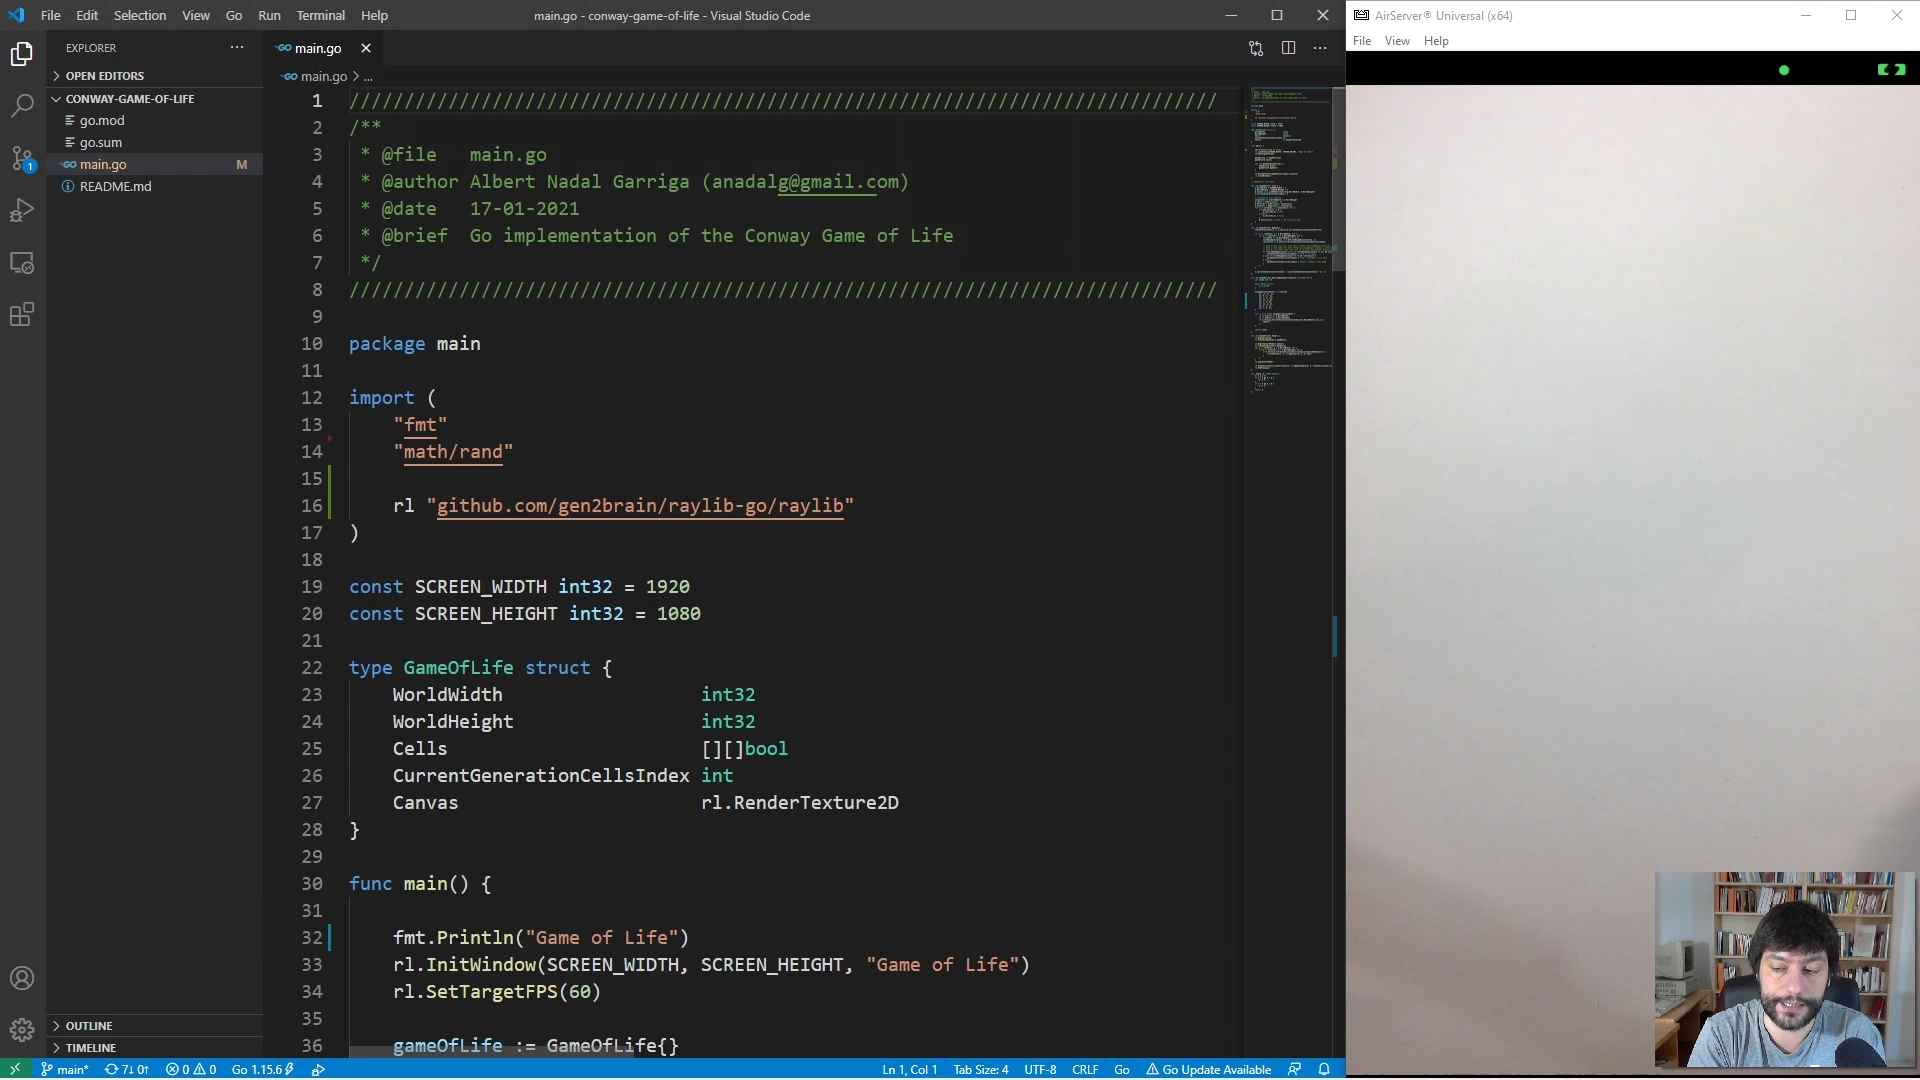 File Edit Selection View Go Run Terminal Help
main.go - conway-game-of-life - Visual Studio Code
AirServer® Universal (x64)
File View Help
EXPLORER
OPEN EDITORS
CONWAY-GAME-OF-LIFE
go.mod
go.sum
main.go M
README.md
OUTLINE
TIMELINE
main.go
main.go > ...
1 ///////////////////////////////////////////////////////////////////////////////
2 /**
3 * @file main.go
4 * @author Albert Nadal Garriga (anadalg@gmail.com)
5 * @date 17-01-2021
6 * @brief Go implementation of the Conway Game of Life
7 */
8 ///////////////////////////////////////////////////////////////////////////////
9
10 package main
11
12 import (
13 "fmt"
14 "math/rand"
15
16 rl "github.com/gen2brain/raylib-go/raylib"
17 )
18
19 const SCREEN_WIDTH int32 = 1920
20 const SCREEN_HEIGHT int32 = 1080
21
22 type GameOfLife struct {
23 WorldWidth int32
24 WorldHeight int32
25 Cells [][]bool
26 CurrentGenerationCellsIndex int
27 Canvas rl.RenderTexture2D
28 }
29
30 func main() {
31
32 fmt.Println("Game of Life")
33 rl.InitWindow(SCREEN_WIDTH, SCREEN_HEIGHT, "Game of Life")
34 rl.SetTargetFPS(60)
35
36 gameOfLife := GameOfLife{}
1
main* 7↓ 0↑ 0 0 Go 1.15.6
Ln 1, Col 1 Tab Size: 4 UTF-8 CRLF Go Go Update Available